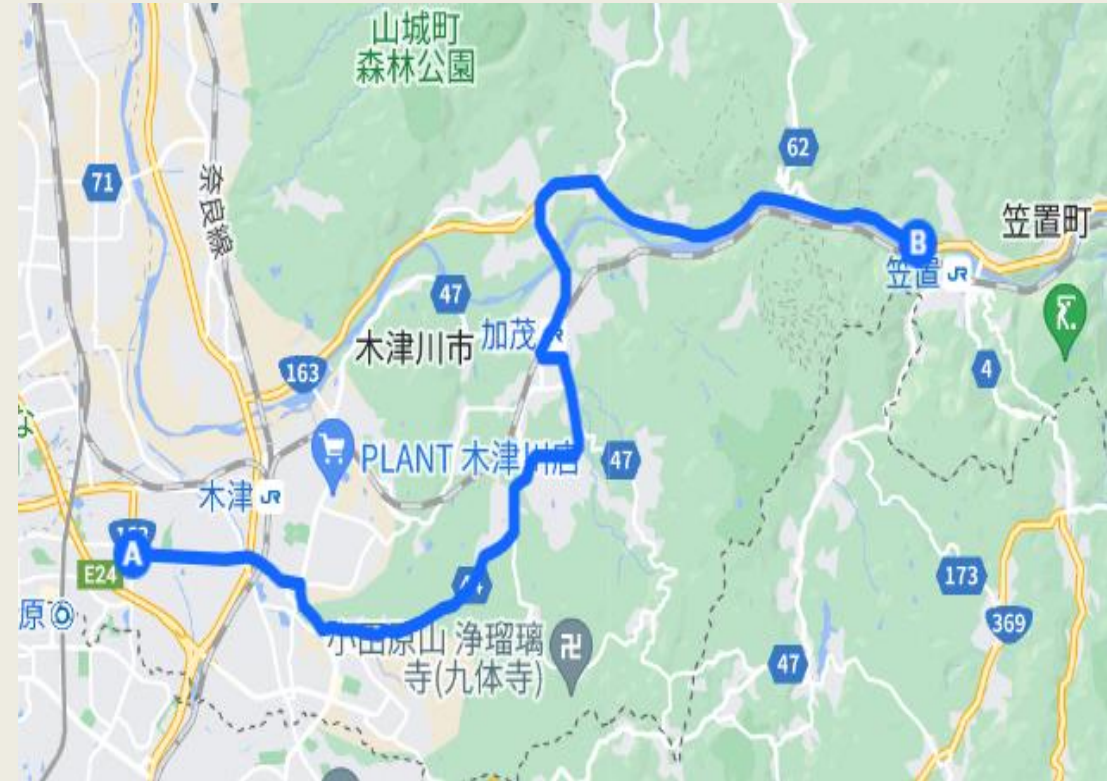 山城町
森林公園
71
奈良線
62
B
笠置町
笠置 JR
47
木津川市
加茂
163
4
PLANT 木津川店
47
木津 JR
A
E24
173
369
小田原山 浄瑠璃
寺(九体寺)
47